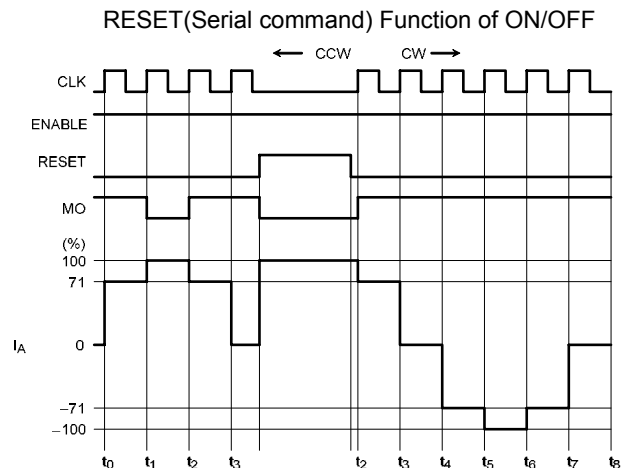 RESET(Serial command) Function of ON/OFF
← CCW CW →
CLK
ENABLE
RESET
MO
(%)
100
71
IA 0
−71
−100
t0 t1 t2 t3 t2 t3 t4 t5 t6 t7 t8